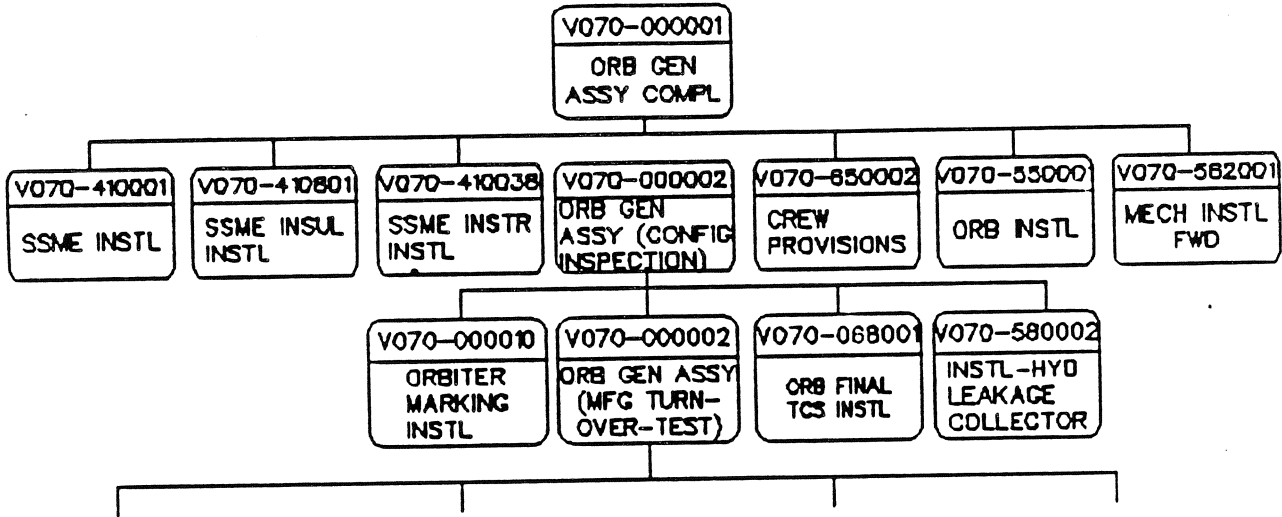 V070-000001
ORB GEN
ASSY COMPL
V070-410001
SSME INSTL
V070-410801
SSME INSUL
INSTL
V070-410038
SSME INSTR
INSTL
V070-000002
ORB GEN
ASSY (CONFIG
INSPECTION)
V070-650002
CREW
PROVISIONS
V070-550001
ORB INSTL
V070-562001
MECH INSTL
FWD
V070-000010
ORBITER
MARKING
INSTL
V070-000002
ORB GEN ASSY
(MFG TURN-
OVER-TEST)
V070-068001
ORB FINAL
TCS INSTL
V070-580002
INSTL-HYD
LEAKAGE
COLLECTOR